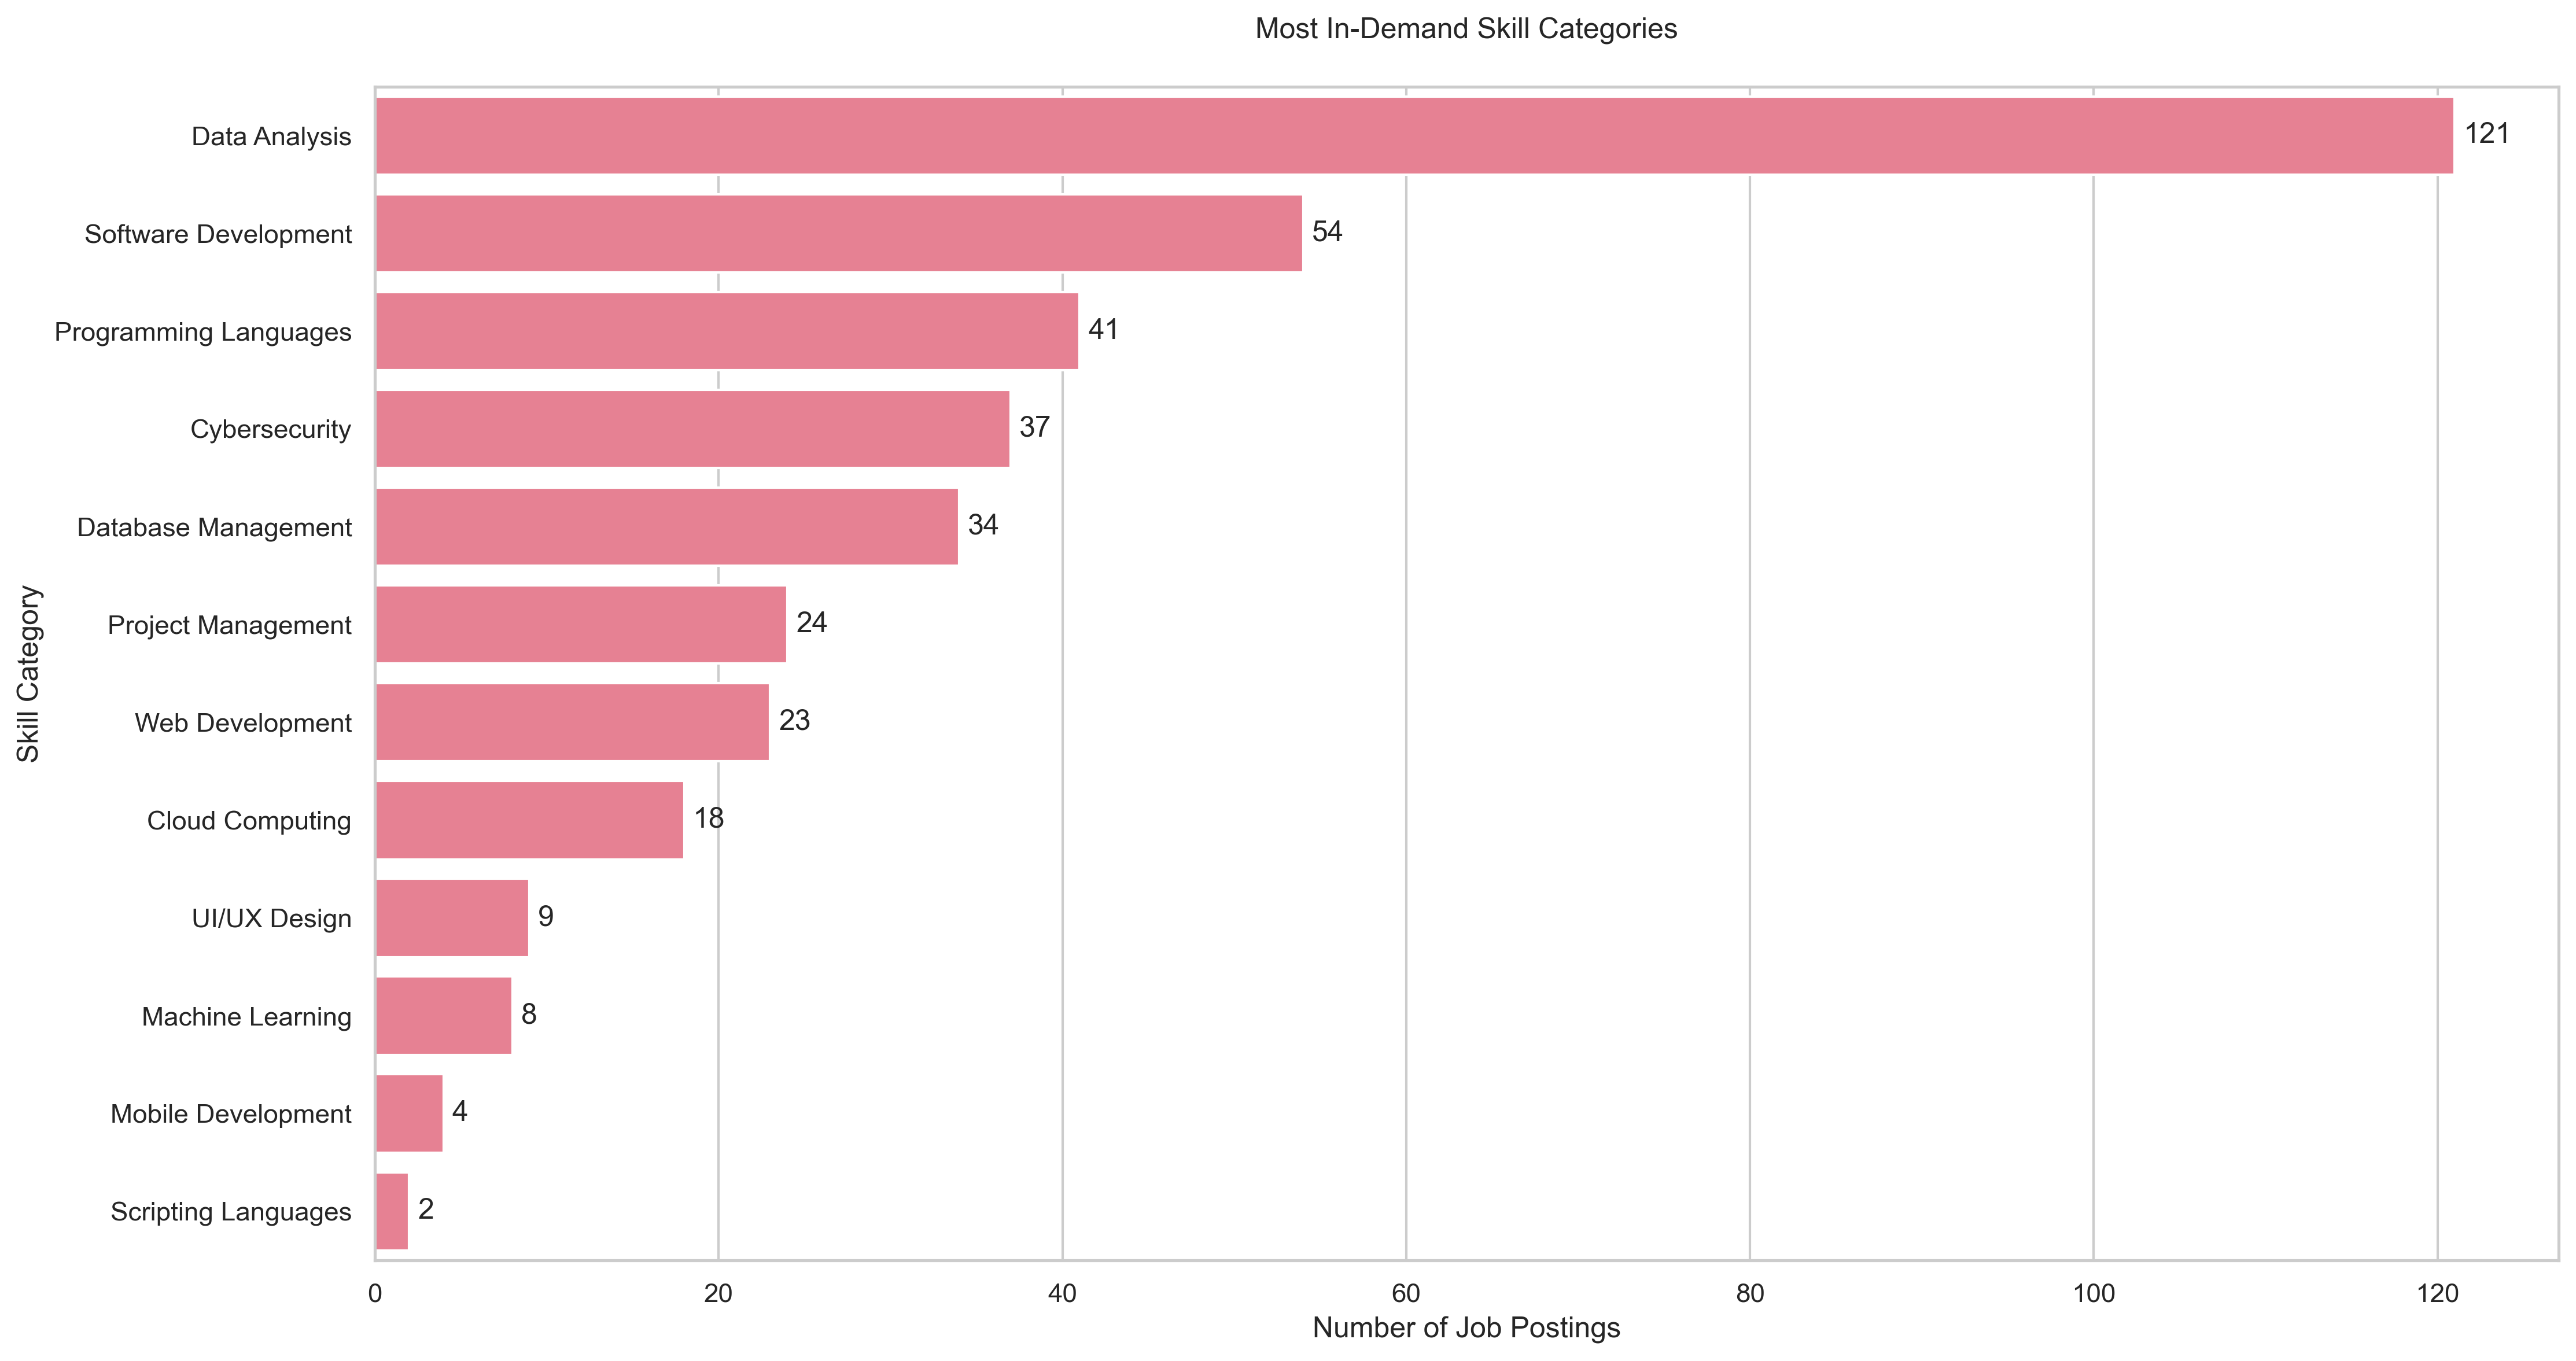 Most In-Demand Skill Categories
Skill Category
Data Analysis 121
Software Development 54
Programming Languages 41
Cybersecurity 37
Database Management 34
Project Management 24
Web Development 23
Cloud Computing 18
UI/UX Design 9
Machine Learning 8
Mobile Development 4
Scripting Languages 2
0 20 40 60 80 100 120
Number of Job Postings